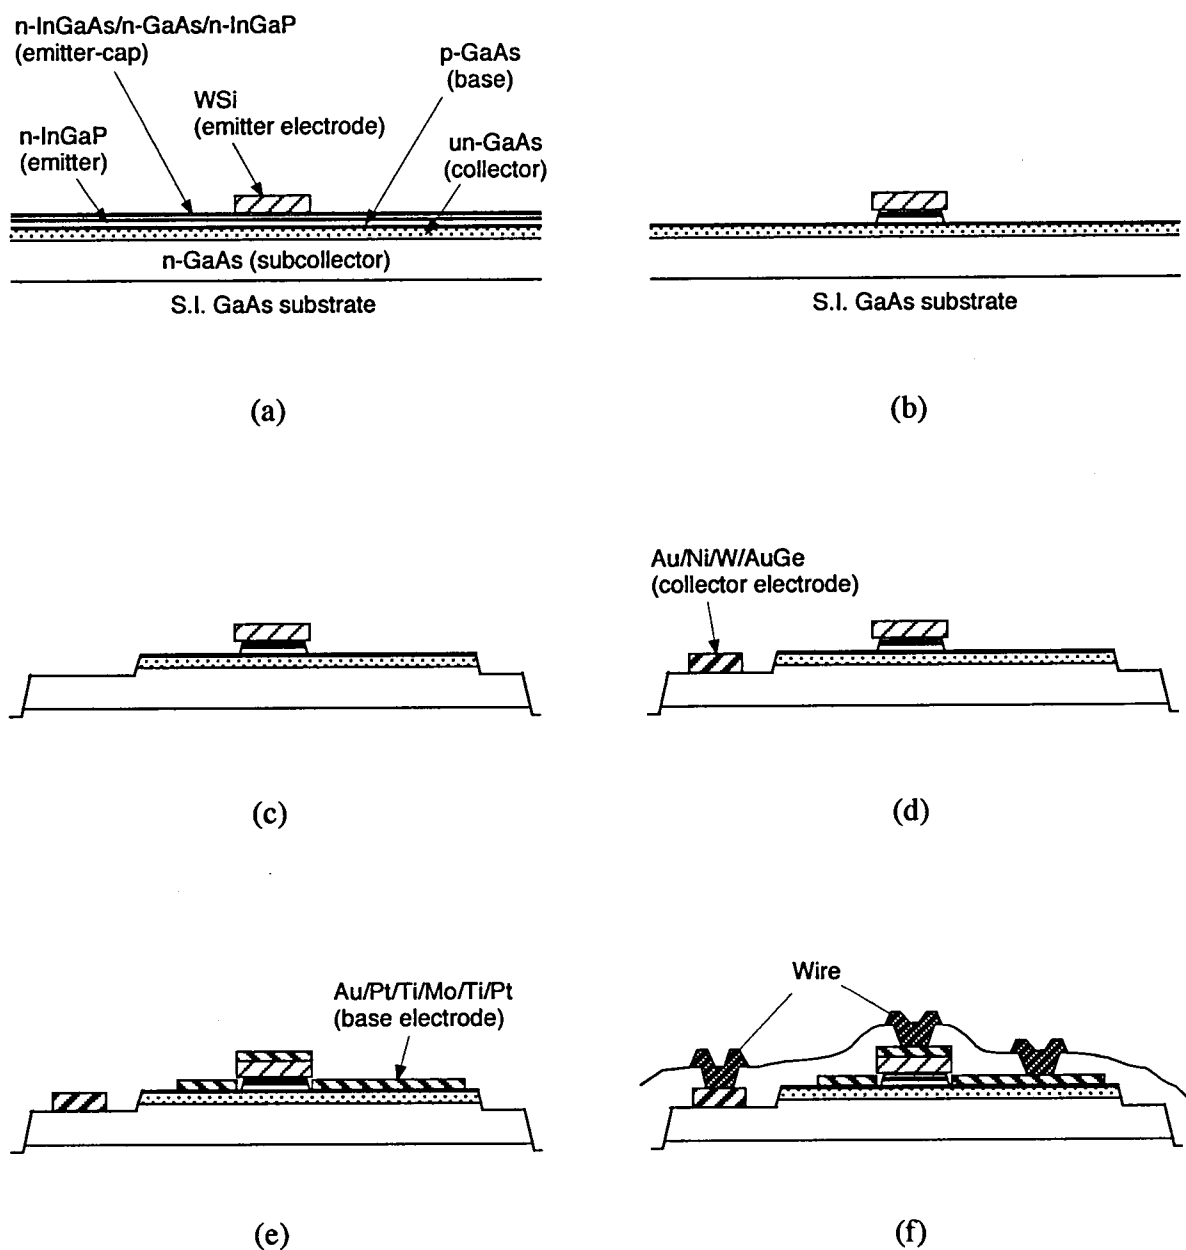 n-InGaAs/n-GaAs/n-InGaP
(emitter-cap)
p-GaAs
(base)
WSi
(emitter electrode)
n-InGaP
(emitter)
un-GaAs
(collector)
n-GaAs (subcollector)
S.I. GaAs substrate
(a)
S.I. GaAs substrate
(b)
(c)
Au/Ni/W/AuGe
(collector electrode)
(d)
Au/Pt/Ti/Mo/Ti/Pt
(base electrode)
(e)
Wire
(f)